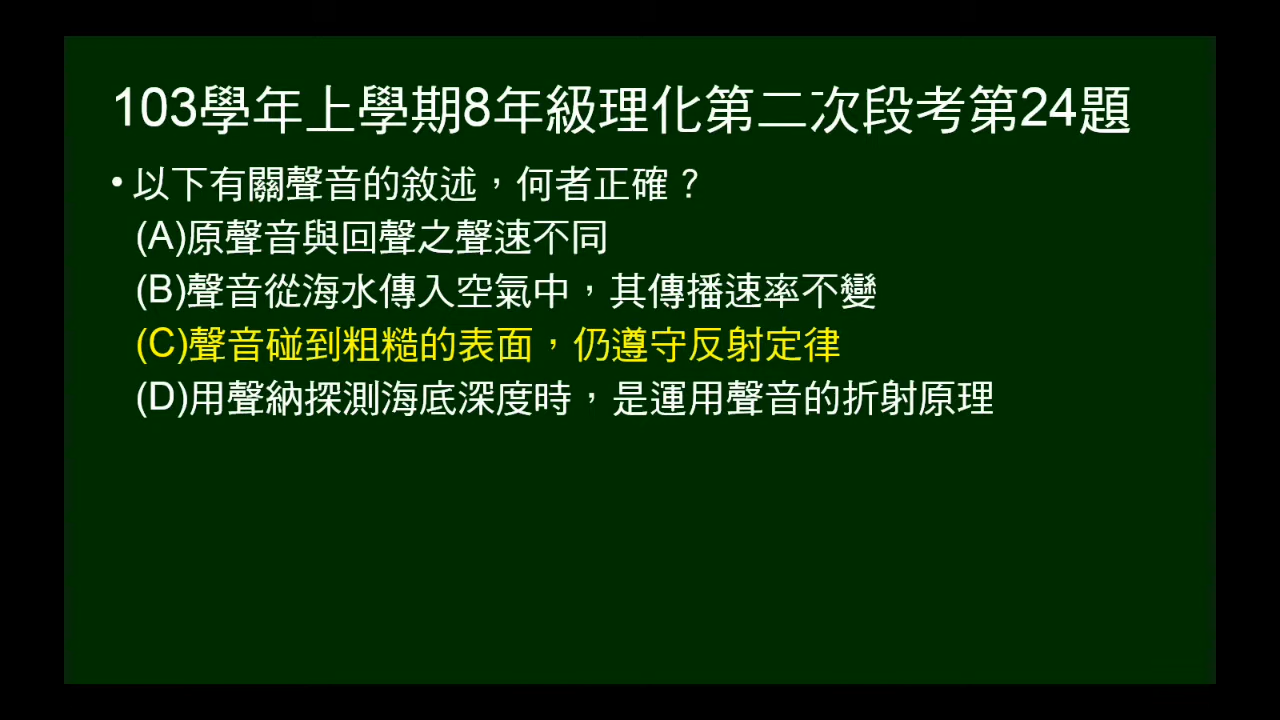 103學年上學期8年級理化第二次段考第24題
•以下有關聲音的敘述，何者正確？
(A)原聲音與回聲之聲速不同
(B)聲音從海水傳入空氣中，其傳播速率不變
(C)聲音碰到粗糙的表面，仍遵守反射定律
(D)用聲納探測海底深度時，是運用聲音的折射原理